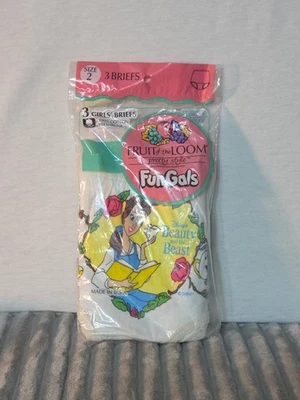 SIZE
2
3 BRIEFS
3 GIRLS' BRIEFS
FRUIT of the LOOM
pretty style
FUNGals
Beauty
and the
Beast
MADE IN U.S.A.